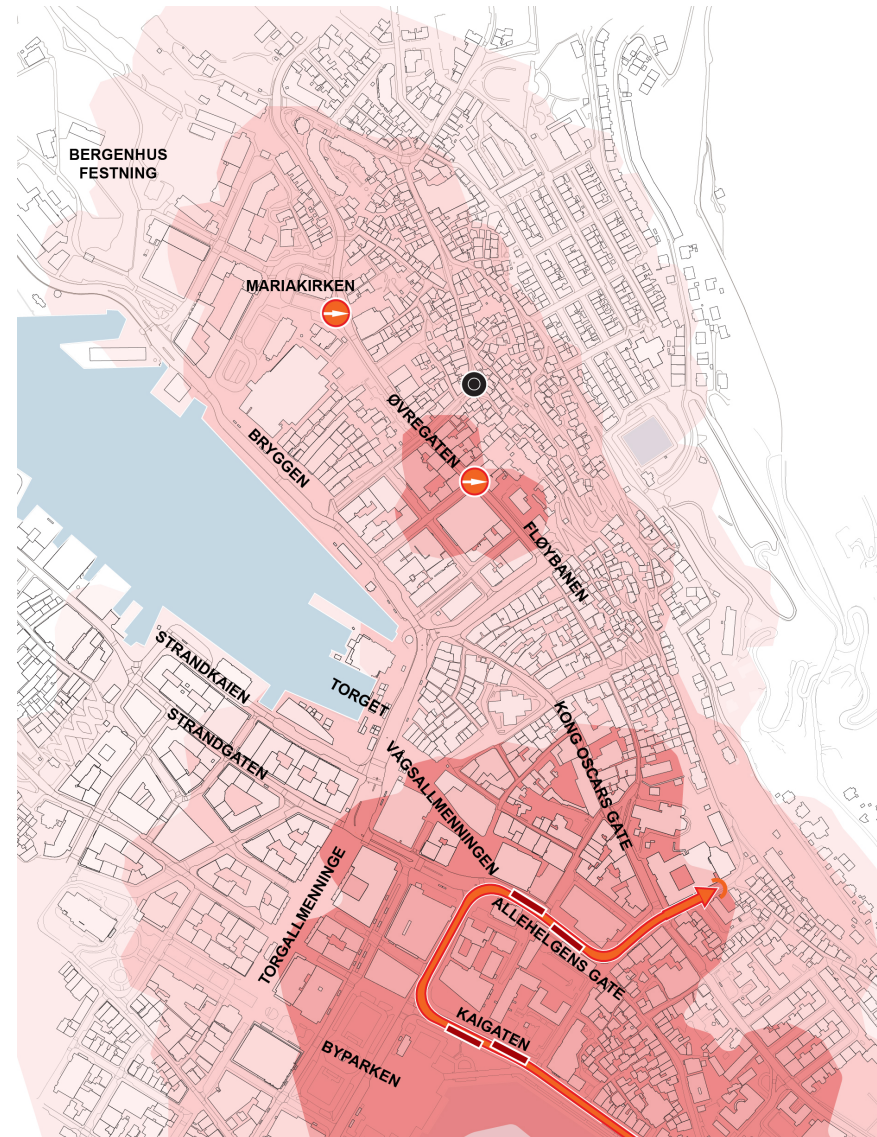 BERGENHUS
FESTNING
MARIAKIRKEN
ØVREGATEN
BRYGGEN
FLØYBANEN
STRANDKAIEN
TORGET
STRANDGATEN
VÅGSALLMENNINGEN
KONG OSCARS GATE
TORGALLMENNINGE
ALLEHELGENS GATE
KAIGATEN
BYPARKEN